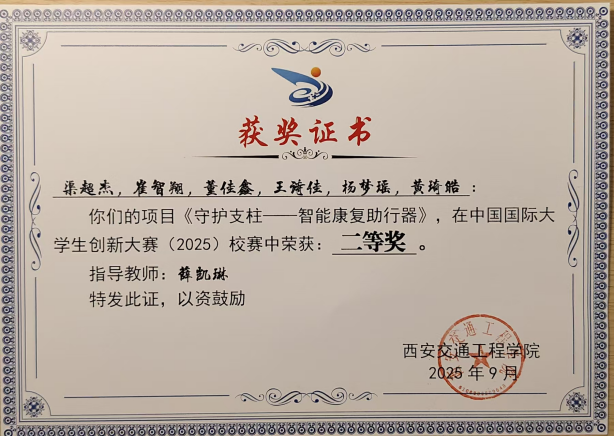 获奖证书
渠超杰，崔智翔，董佳鑫，王诗佳，杨梦瑶，黄琦皓：
你们的项目《守护支柱——智能康复助行器》，在中国国际大
学生创新大赛（2025）校赛中荣获：二等奖。
指导教师：薛凯琳
特发此证，以资鼓励
西安交通工程学院
2025年9月